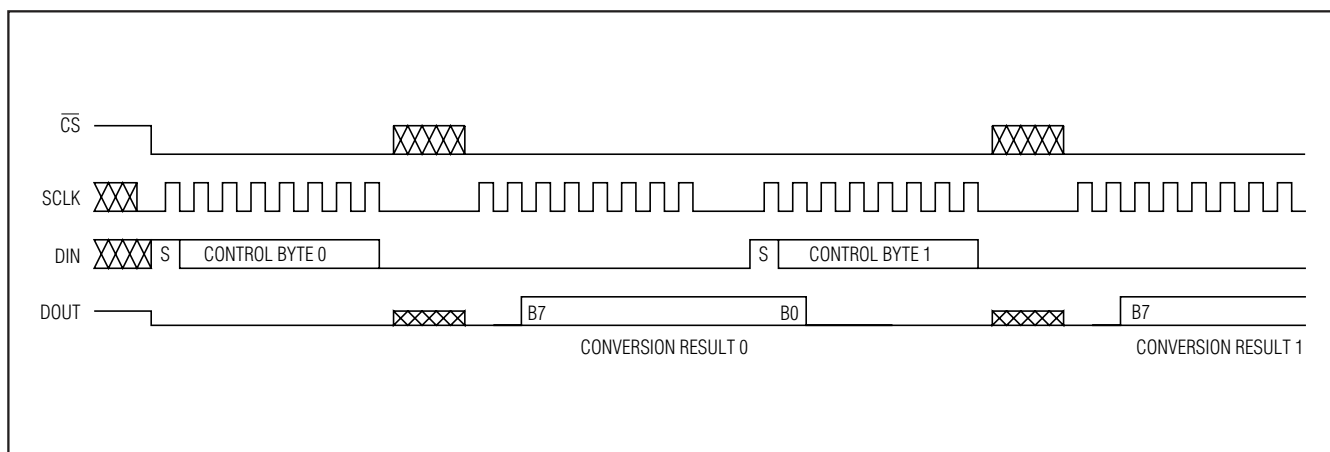 CS
SCLK
DIN
S
CONTROL BYTE 0
S
CONTROL BYTE 1
DOUT
B7
B0
B7
CONVERSION RESULT 0
CONVERSION RESULT 1